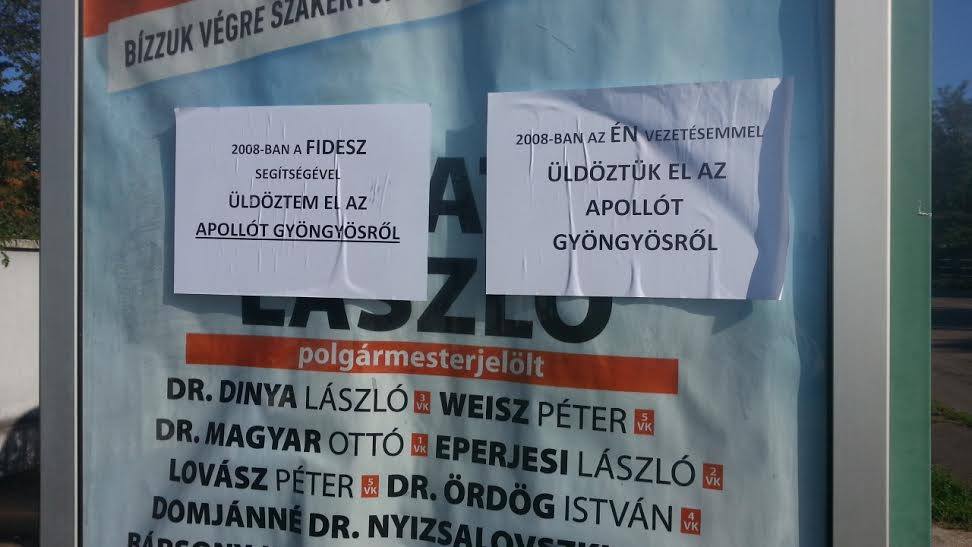 BÍZZUK VÉGRE
2008-BAN A FIDESZ
SEGÍTSÉGÉVEL
ÜLDÖZTEM EL AZ
APOLLÓT GYÖNGYÖSRŐL
2008-BAN AZ ÉN VEZETÉSEMMEL
ÜLDÖZTÜK EL AZ
APOLLÓT
GYÖNGYÖSRŐL
LÁSZLÓ
polgármesterjelölt
DR. DINYA LÁSZLÓ 3 VK WEISZ PÉTER 5 VK
DR. MAGYAR OTTÓ 1 VK EPERJESI LÁSZLÓ 2 VK
LOVÁSZ PÉTER 5 VK DR. ÖRDÖG ISTVÁN 4 VK
DOMJÁNNÉ DR.